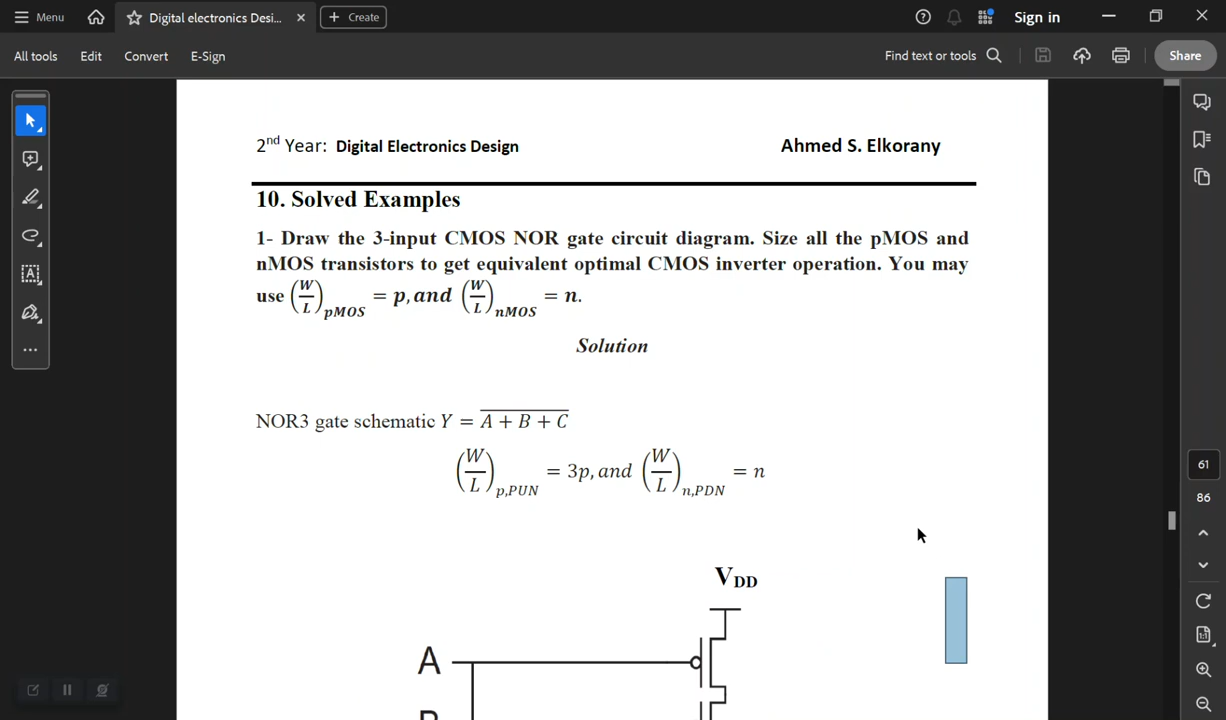 Menu
Digital electronics Desi...
Create
Sign in
All tools
Edit
Convert
E-Sign
Find text or tools
Share
2nd Year: Digital Electronics Design
Ahmed S. Elkorany
10. Solved Examples
1- Draw the 3-input CMOS NOR gate circuit diagram. Size all the pMOS and
nMOS transistors to get equivalent optimal CMOS inverter operation. You may
use (W/L)pMOS = p, and (W/L)nMOS = n.
Solution
NOR3 gate schematic Y = \overline{A + B + C}
(W/L)p,PUN = 3p, and (W/L)n,PDN = n
VDD
A
B
61
86
1:1